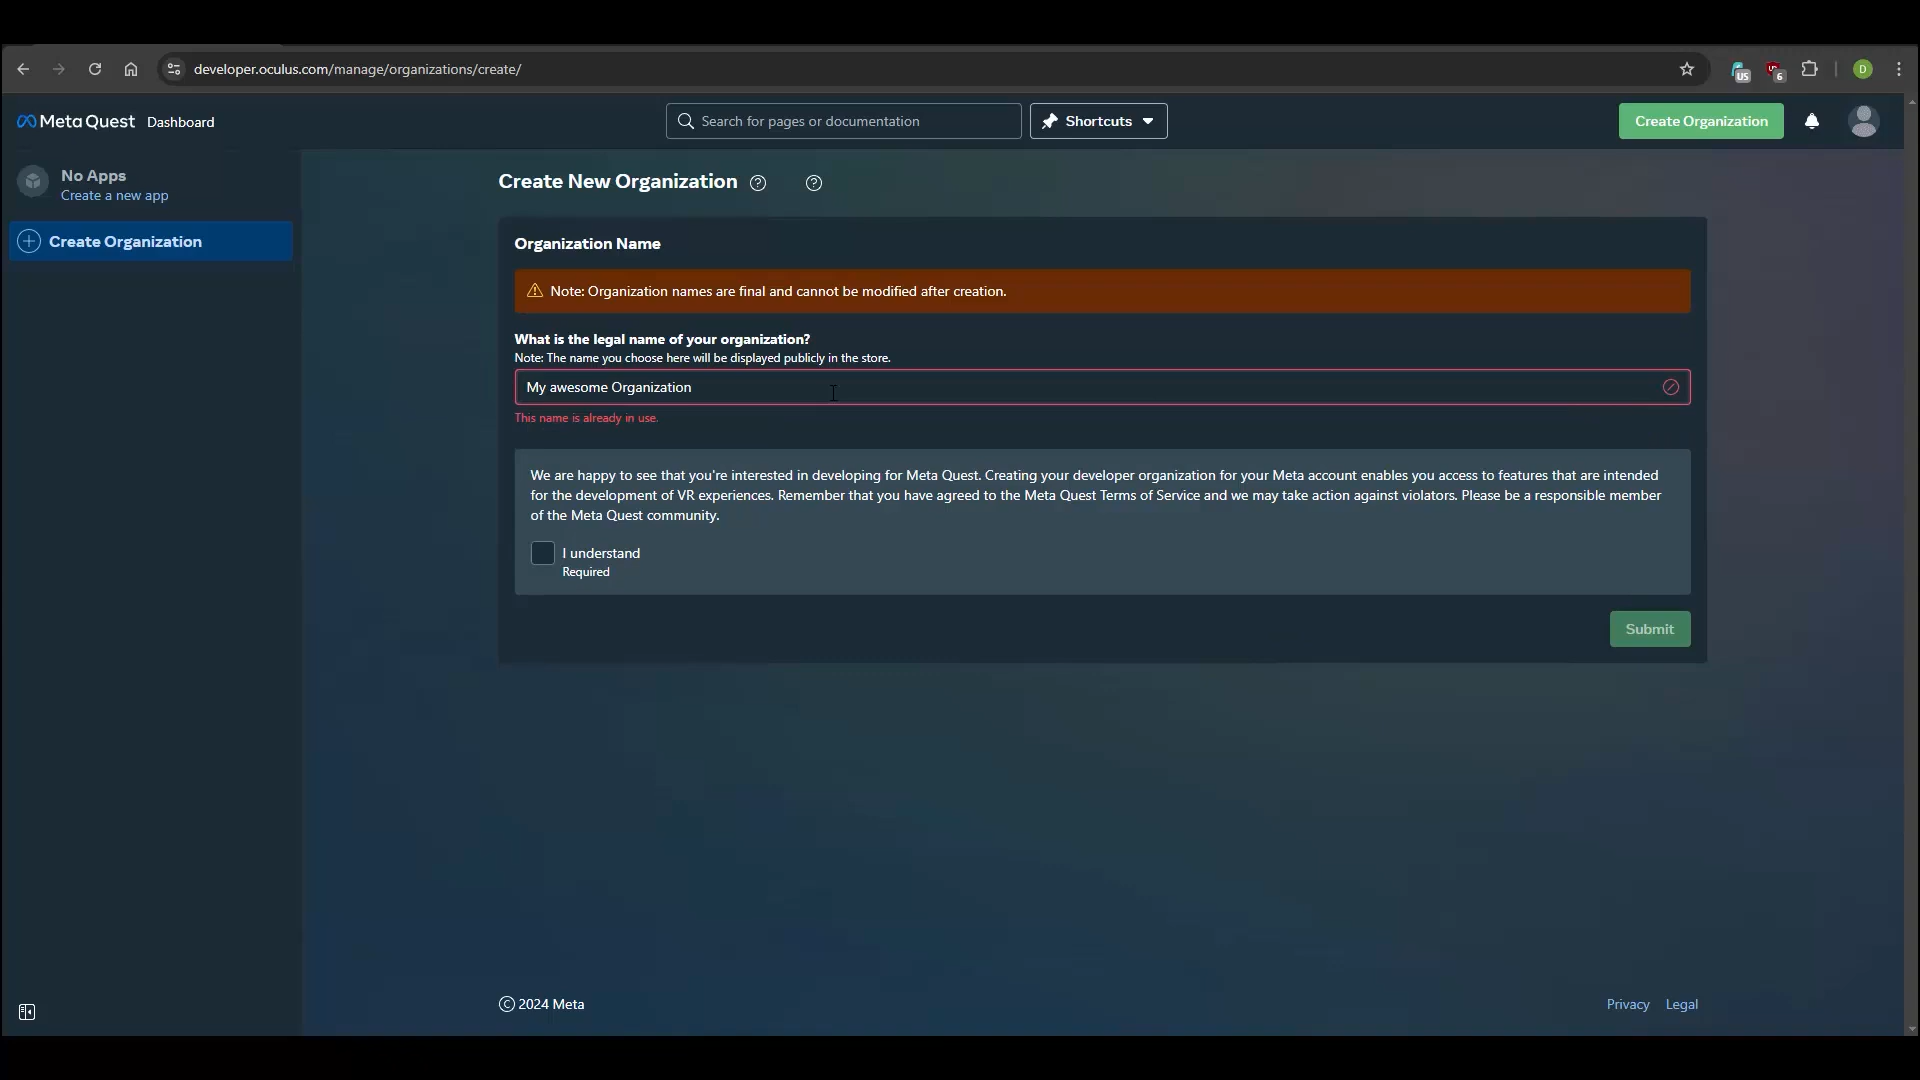 developer.oculus.com/manage/organizations/create/
US
6
D
Meta Quest Dashboard
Search for pages or documentation
Shortcuts
Create Organization
No Apps
Create a new app
Create Organization
Create New Organization
Organization Name
Note: Organization names are final and cannot be modified after creation.
What is the legal name of your organization?
Note: The name you choose here will be displayed publicly in the store.
My awesome Organization
This name is already in use.
We are happy to see that you're interested in developing for Meta Quest. Creating your developer organization for your Meta account enables you access to features that are intended
for the development of VR experiences. Remember that you have agreed to the Meta Quest Terms of Service and we may take action against violators. Please be a responsible member
of the Meta Quest community.
I understand
Required
Submit
© 2024 Meta
Privacy Legal